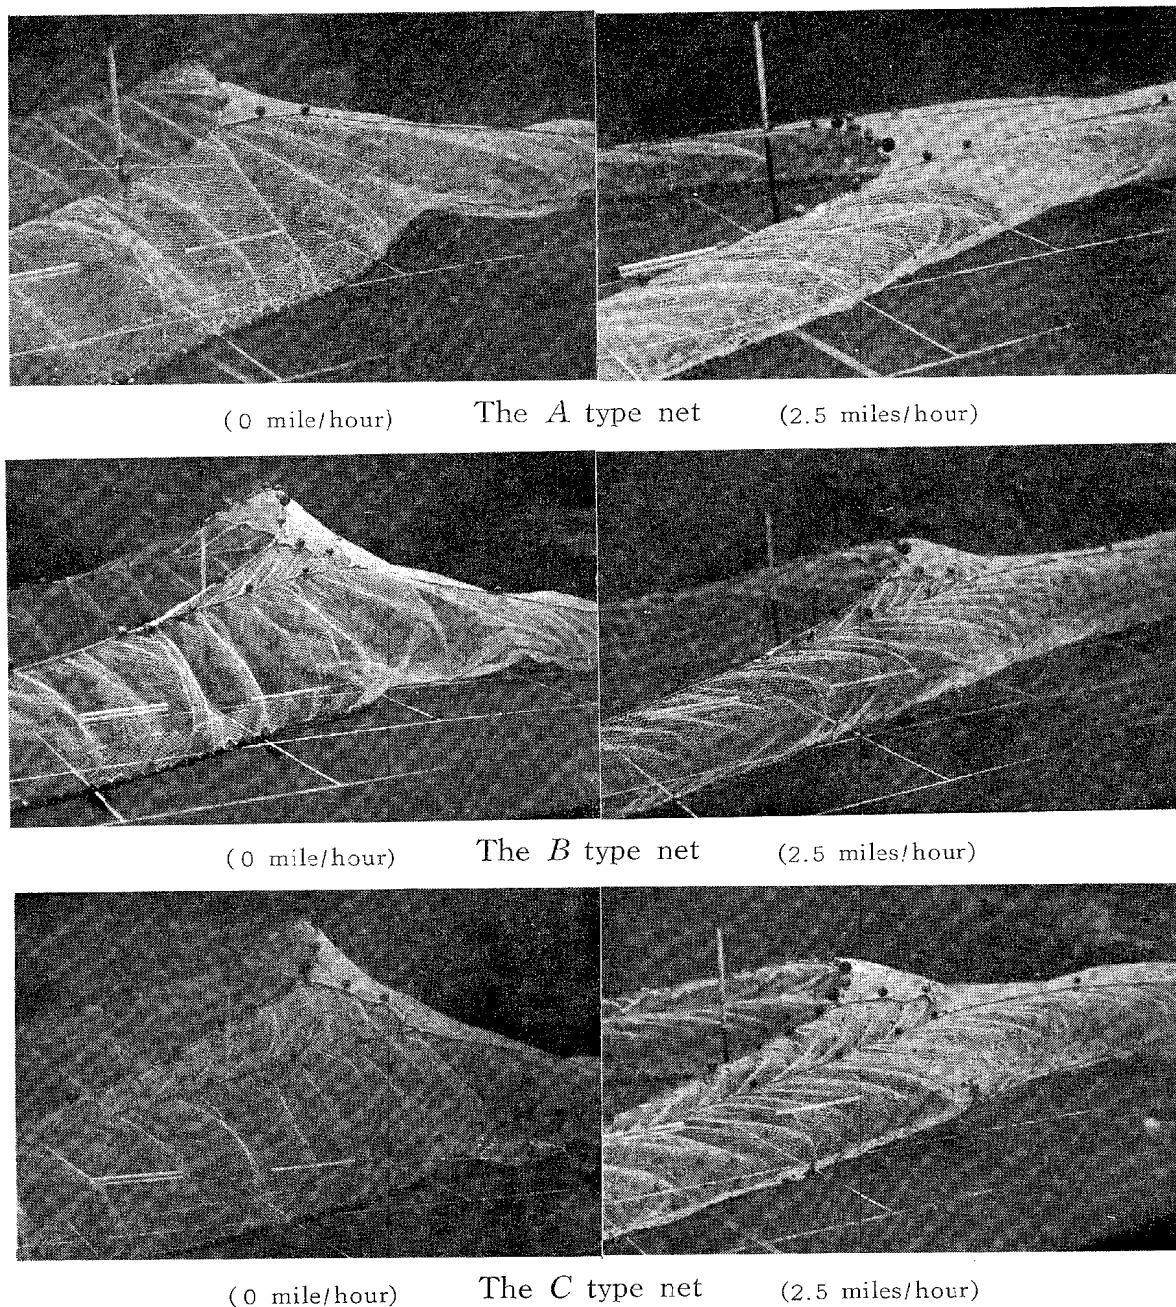 (0 mile/hour) The A type net (2.5 miles/hour)
(0 mile/hour) The B type net (2.5 miles/hour)
(0 mile/hour) The C type net (2.5 miles/hour)